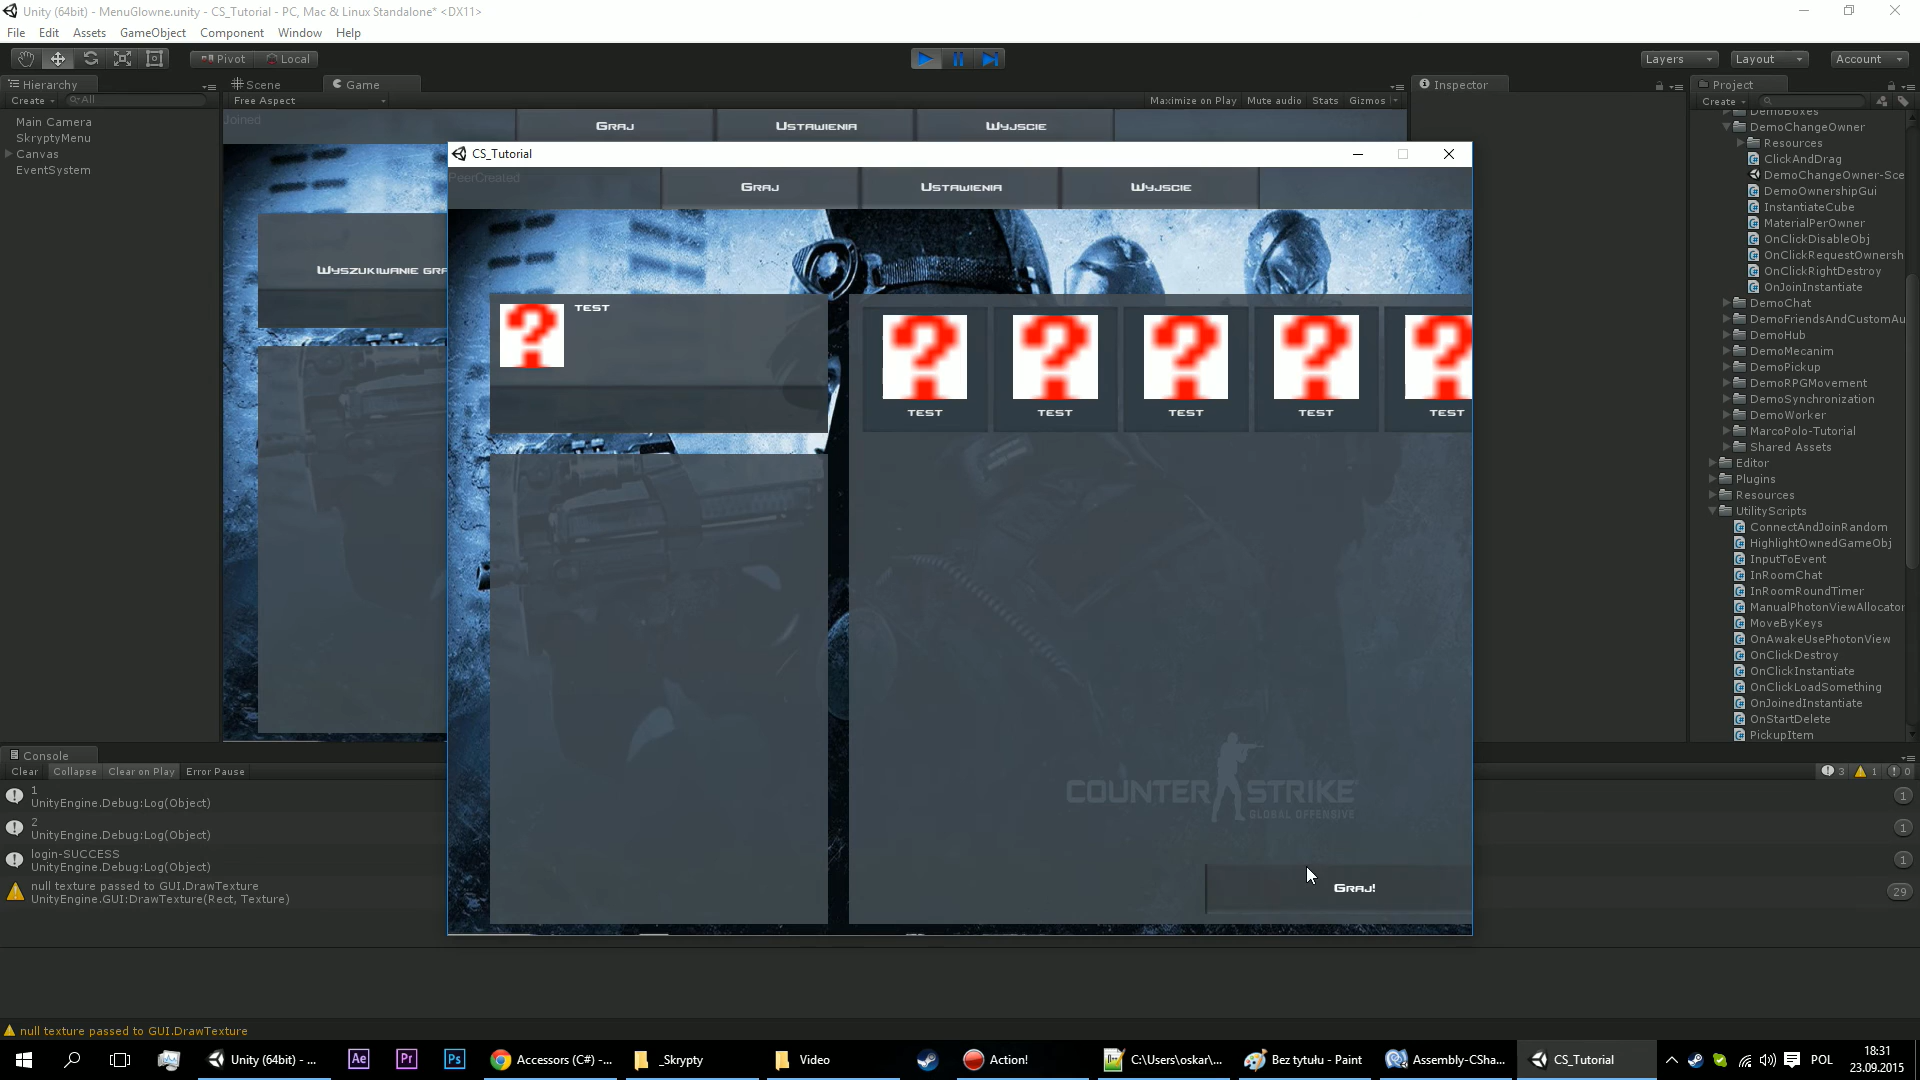 Unity (64bit) - MenuGlowne.unity - CS_Tutorial - PC, Mac & Linux Standalone* <DX11>
File Edit Assets GameObject Component Window Help
Pivot Local Layers Layout Account
Hierarchy Scene Game Inspector Project
Create All Free Aspect Maximize on Play Mute audio Stats Gizmos Create
Main Camera
SkryptyMenu
Canvas
EventSystem
Joined Graj Ustawienia Wyjscie
Wyszukiwanie gra
CS_Tutorial
PeerCreated Graj Ustawienia Wyjscie
TEST
TEST TEST TEST TEST TEST
COUNTER STRIKE
GLOBAL OFFENSIVE
Graj!
DemoBoxes
DemoChangeOwner
Resources
ClickAndDrag
DemoChangeOwner-Sce
DemoOwnershipGui
InstantiateCube
MaterialPerOwner
OnClickDisableObj
OnClickRequestOwnersh
OnClickRightDestroy
OnJoinInstantiate
DemoChat
DemoFriendsAndCustomAu
DemoHub
DemoMecanim
DemoPickup
DemoRPGMovement
DemoSynchronization
DemoWorker
MarcoPolo-Tutorial
Shared Assets
Editor
Plugins
Resources
UtilityScripts
ConnectAndJoinRandom
HighlightOwnedGameObj
InputToEvent
InRoomChat
InRoomRoundTimer
ManualPhotonViewAllocator
MoveByKeys
OnAwakeUsePhotonView
OnClickDestroy
OnClickInstantiate
OnClickLoadSomething
OnJoinedInstantiate
OnStartDelete
PickupItem
Console
Clear Collapse Clear on Play Error Pause 3 1 0
1
UnityEngine.Debug:Log(Object) 1
2
UnityEngine.Debug:Log(Object) 1
login-SUCCESS
UnityEngine.Debug:Log(Object) 1
null texture passed to GUI.DrawTexture
UnityEngine.GUI:DrawTexture(Rect, Texture) 29
null texture passed to GUI.DrawTexture
Unity (64bit) - ... Ae Pr Ps Accessors (C#) -... _Skrypty Video Action! C:\Users\oskar\... Bez tytułu - Paint Assembly-CSha... CS_Tutorial POL 18:31
23.09.2015